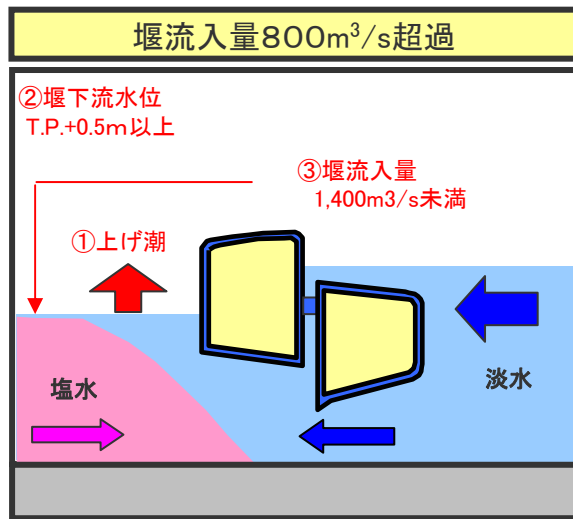 堰流入量800m³/s超過
②堰下流水位
T.P.+0.5m以上
③堰流入量
1,400m3/s未満
①上げ潮
塩水
淡水